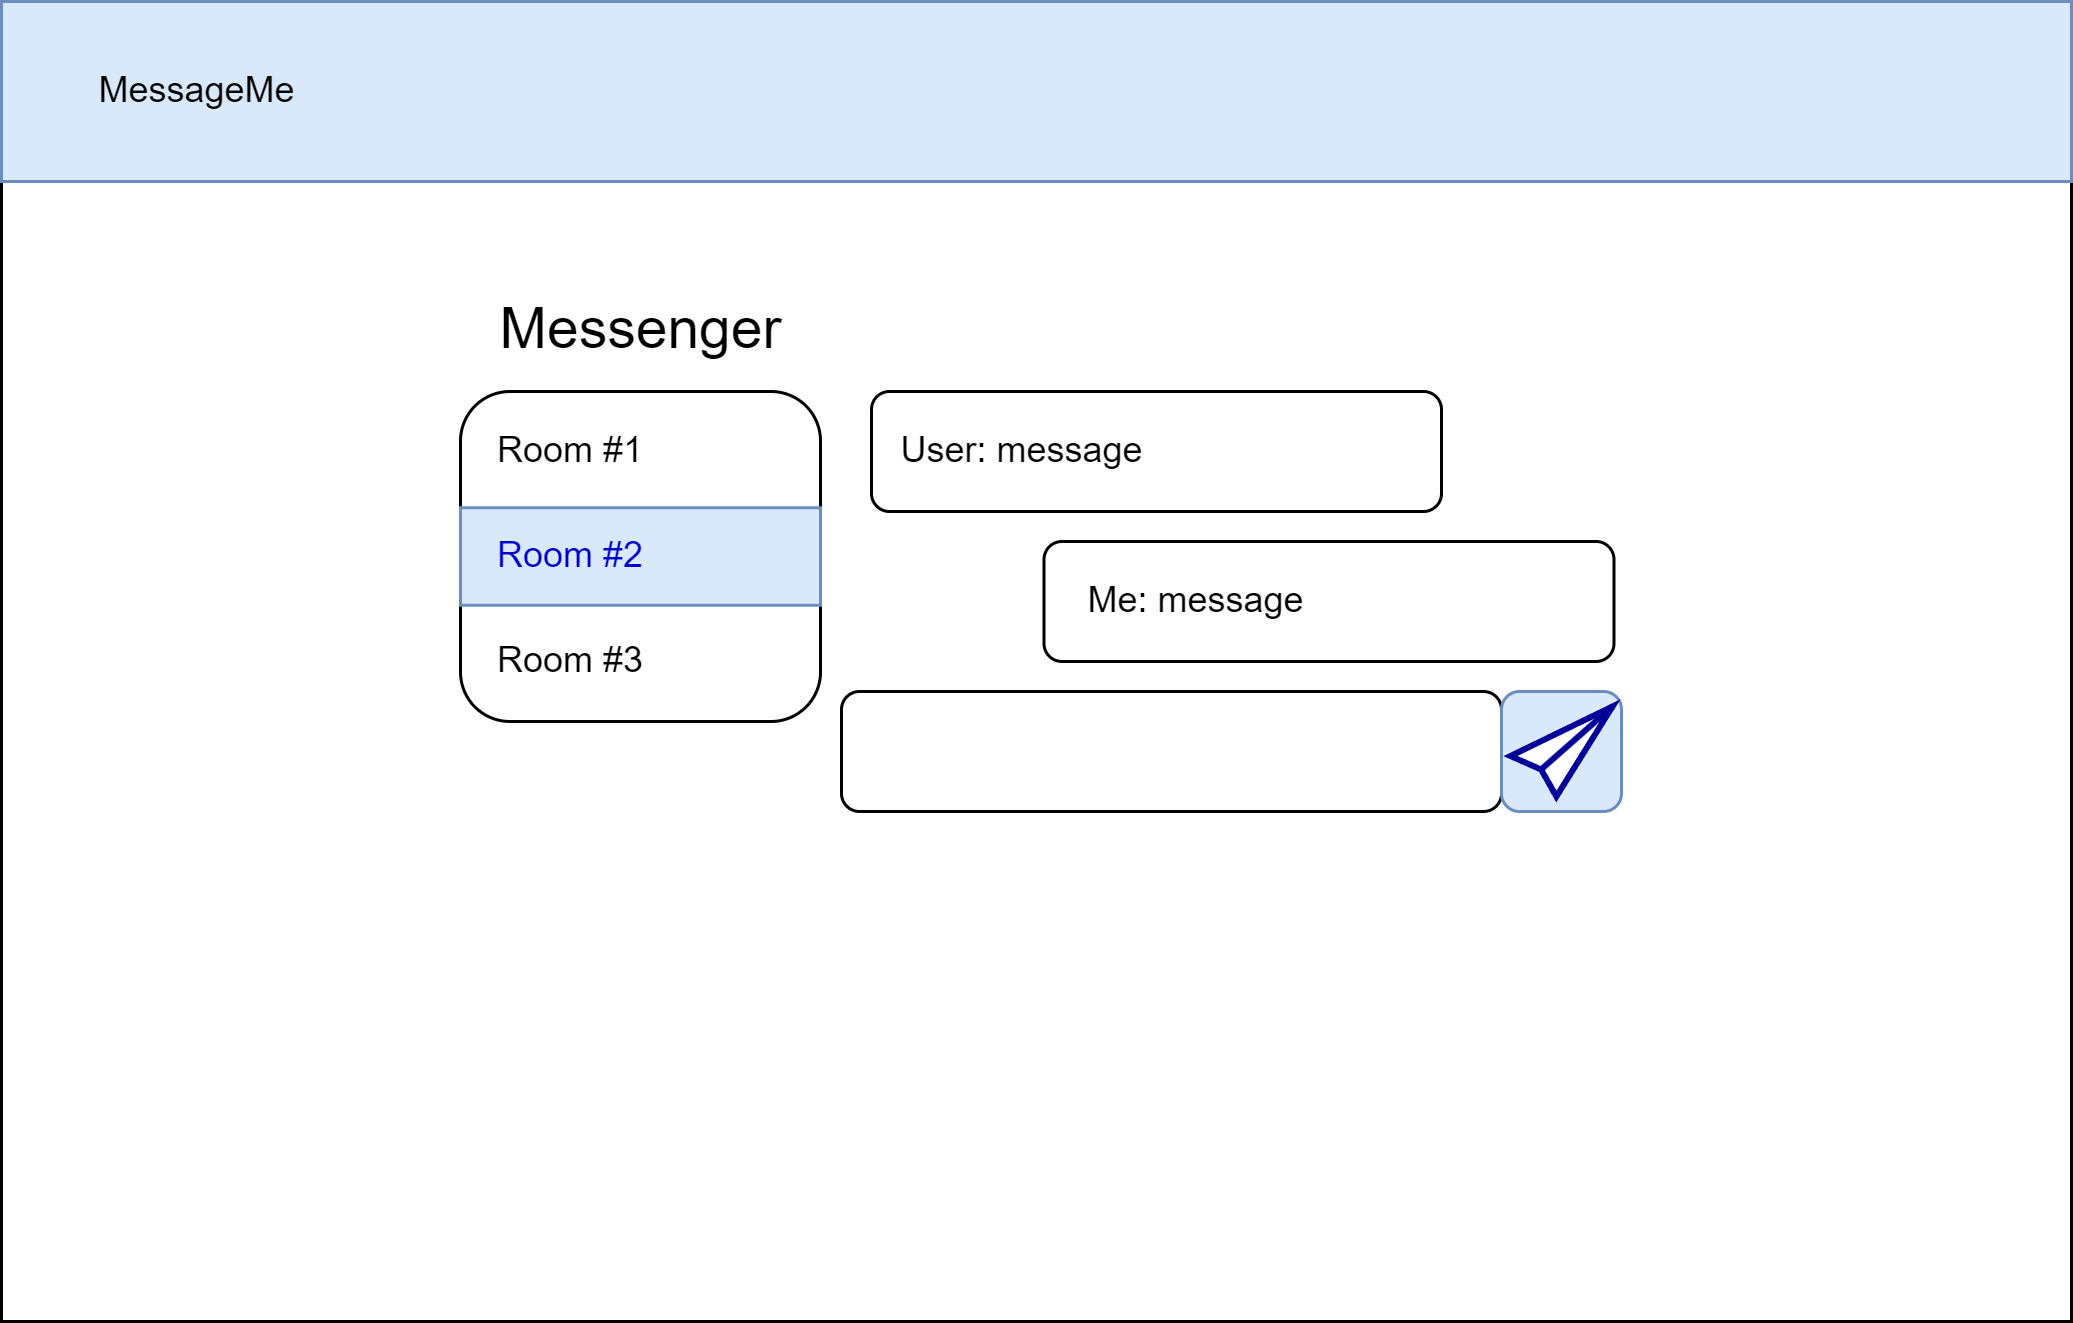 MessageMe
Messenger
Room #1
Room #2
Room #3
User: message
Me: message